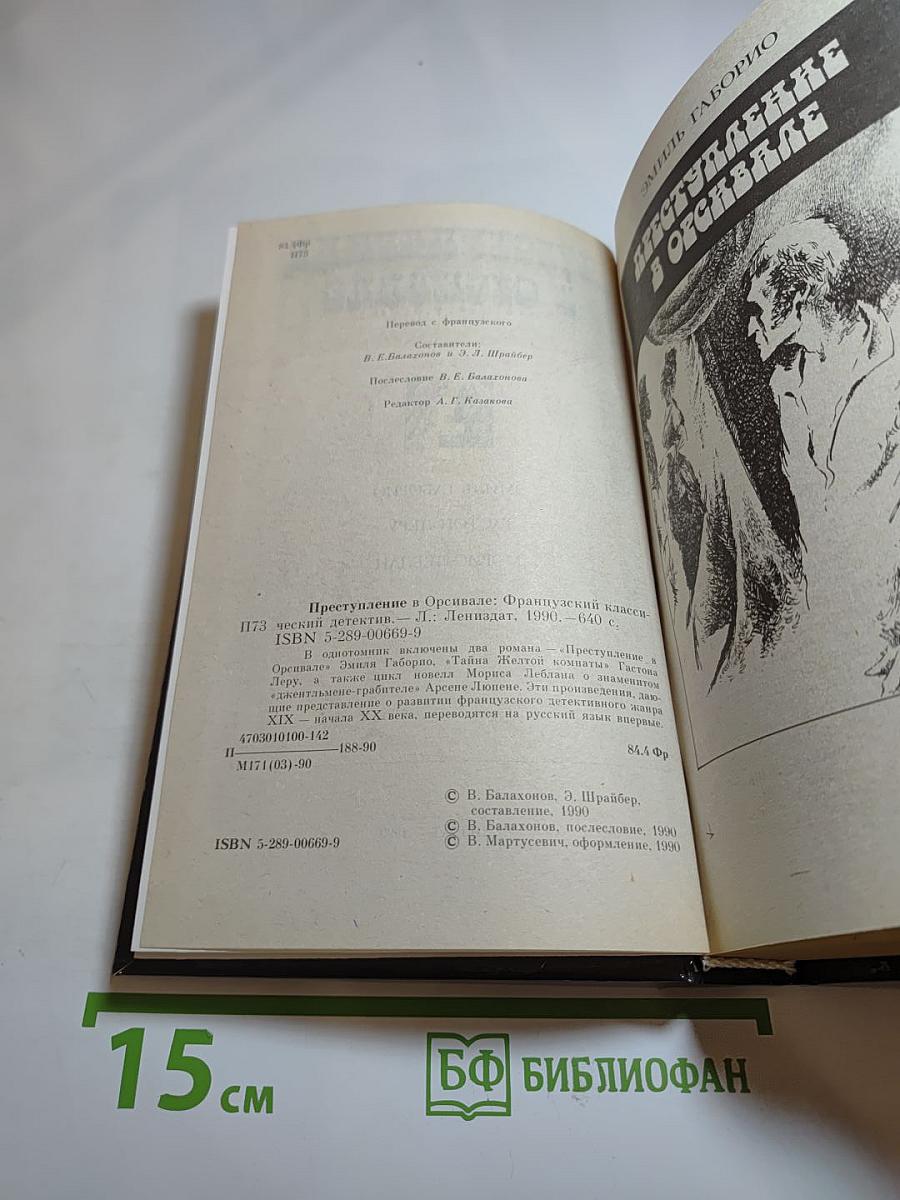 84.4Фр
П73
Перевод с французского
Составители:
В. Е. Балахонов и Э. Л. Шрайбер
Послесловие В. Е. Балахонова
Редактор А. Г. Казакова
Преступление в Орсивале: Французский класси-
П73 ческий детектив.— Л.: Лениздат, 1990.—640 с.
ISBN 5-289-00669-9
В однотомник включены два романа—«Преступление в
Орсивале» Эмиля Габорио, «Тайна Желтой комнаты» Гастона
Леру, а также цикл новелл Мориса Леблана о знаменитом
«джентльмене-грабителе» Арсене Люпене. Эти произведения, даю-
щие представление о развитии французского детективного жанра
XIX — начала XX века, переводятся на русский язык впервые.
4703010100-142
П————188-90
М171(03)-90
84.4 Фр
© В. Балахонов, Э. Шрайбер,
составление, 1990
© В. Балахонов, послесловие, 1990
ISBN 5-289-00669-9
© В. Мартусевич, оформление, 1990
ЭМИЛЬ ГАБОРИО
ПРЕСТУПЛЕНИЕ
В ОРСИВАЛЕ
15 см
БФ БИБЛИОФАН